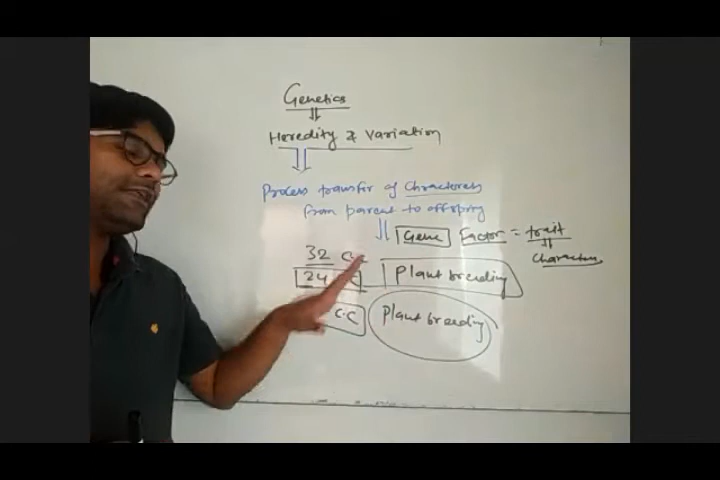 Genetics
Heredity & Variation
Process transfer of Chracters
from parent to offspring
Gene Factor = trait
Character
32 C.C
24 Plant breeding
C.C Plant breeding